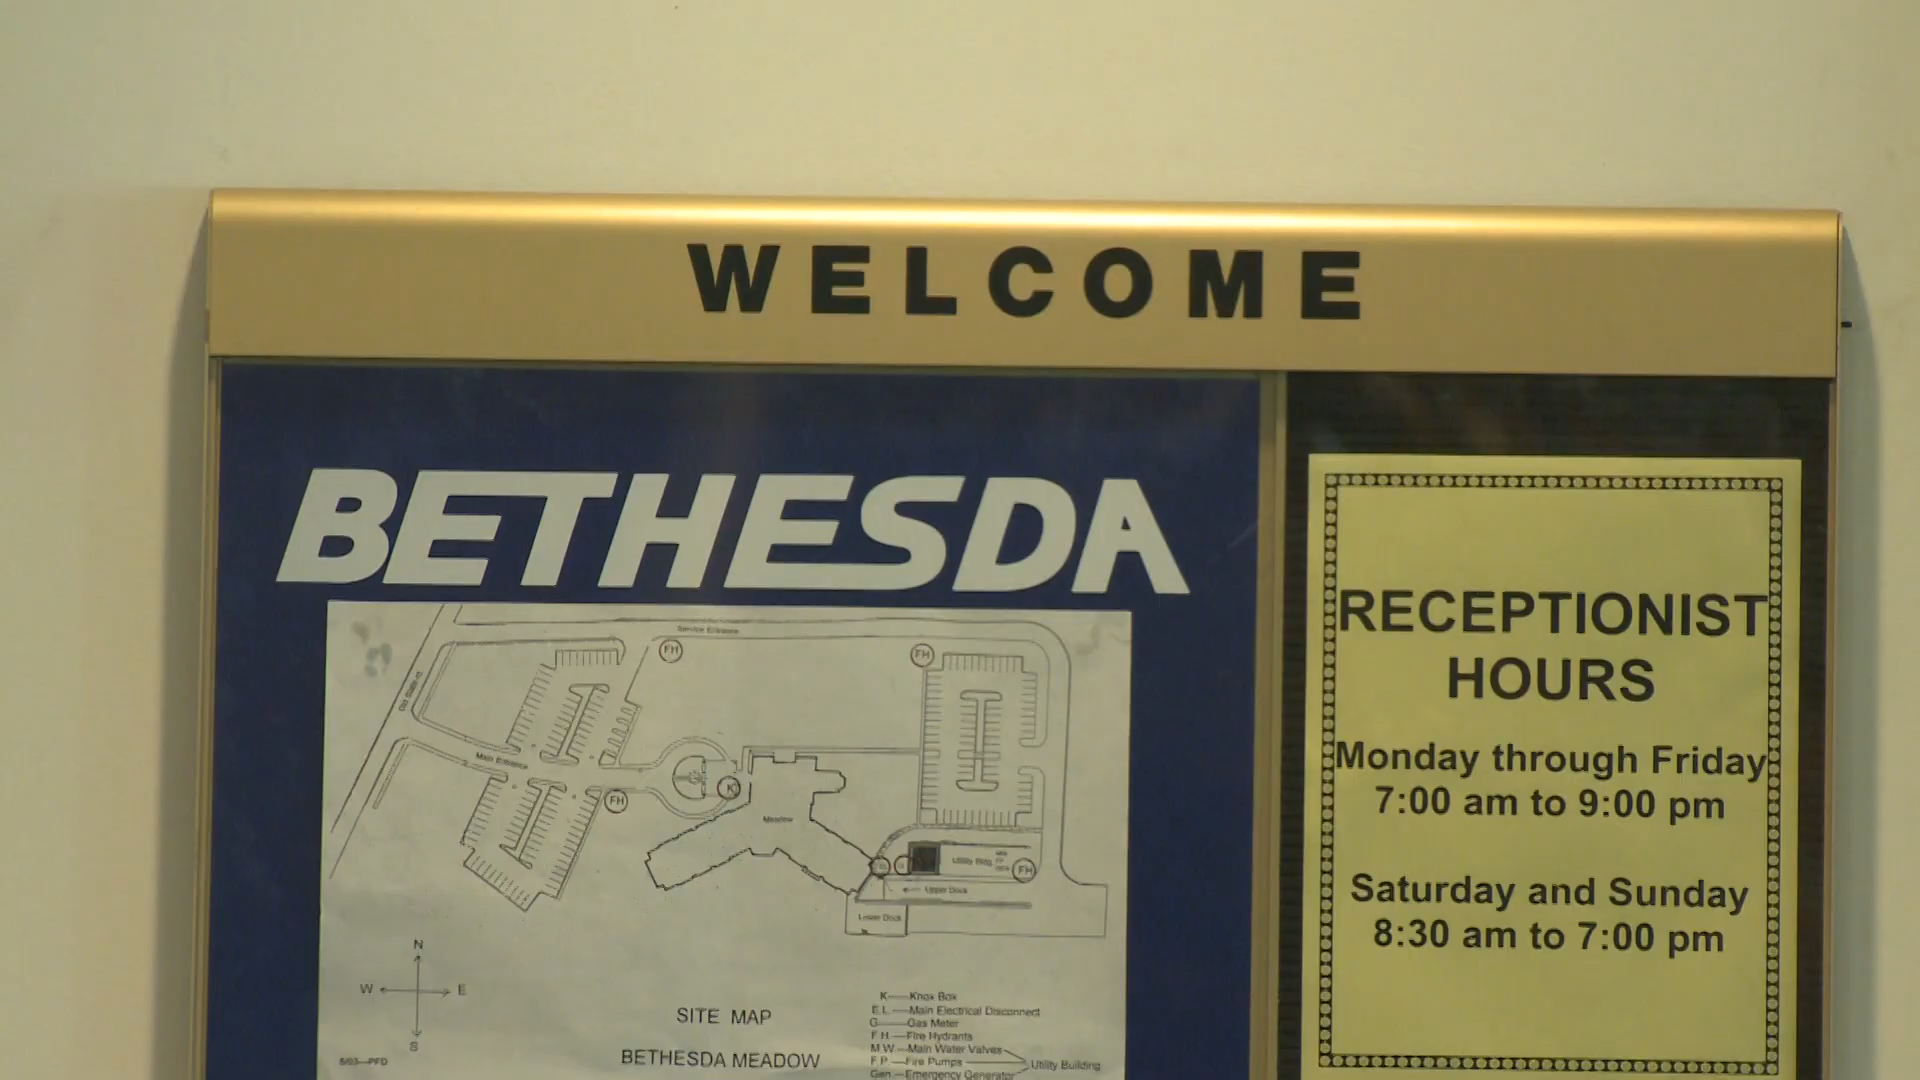 WELCOME
BETHESDA
Service Entrance
FH
FH
Main Entrance
K
FH
Meadow
Utility Bldg.
FH
Upper Dock
Lower Dock
N
W E
S
SITE MAP
BETHESDA MEADOW
K—Knox Box
E.L.—Main Electrical Disconnect
G—Gas Meter
F.H.—Fire Hydrants
M.W.—Main Water Valves
F.P.—Fire Pumps
Gen.—Emergency Generator
Utility Building
RECEPTIONIST
HOURS
Monday through Friday
7:00 am to 9:00 pm
Saturday and Sunday
8:30 am to 7:00 pm